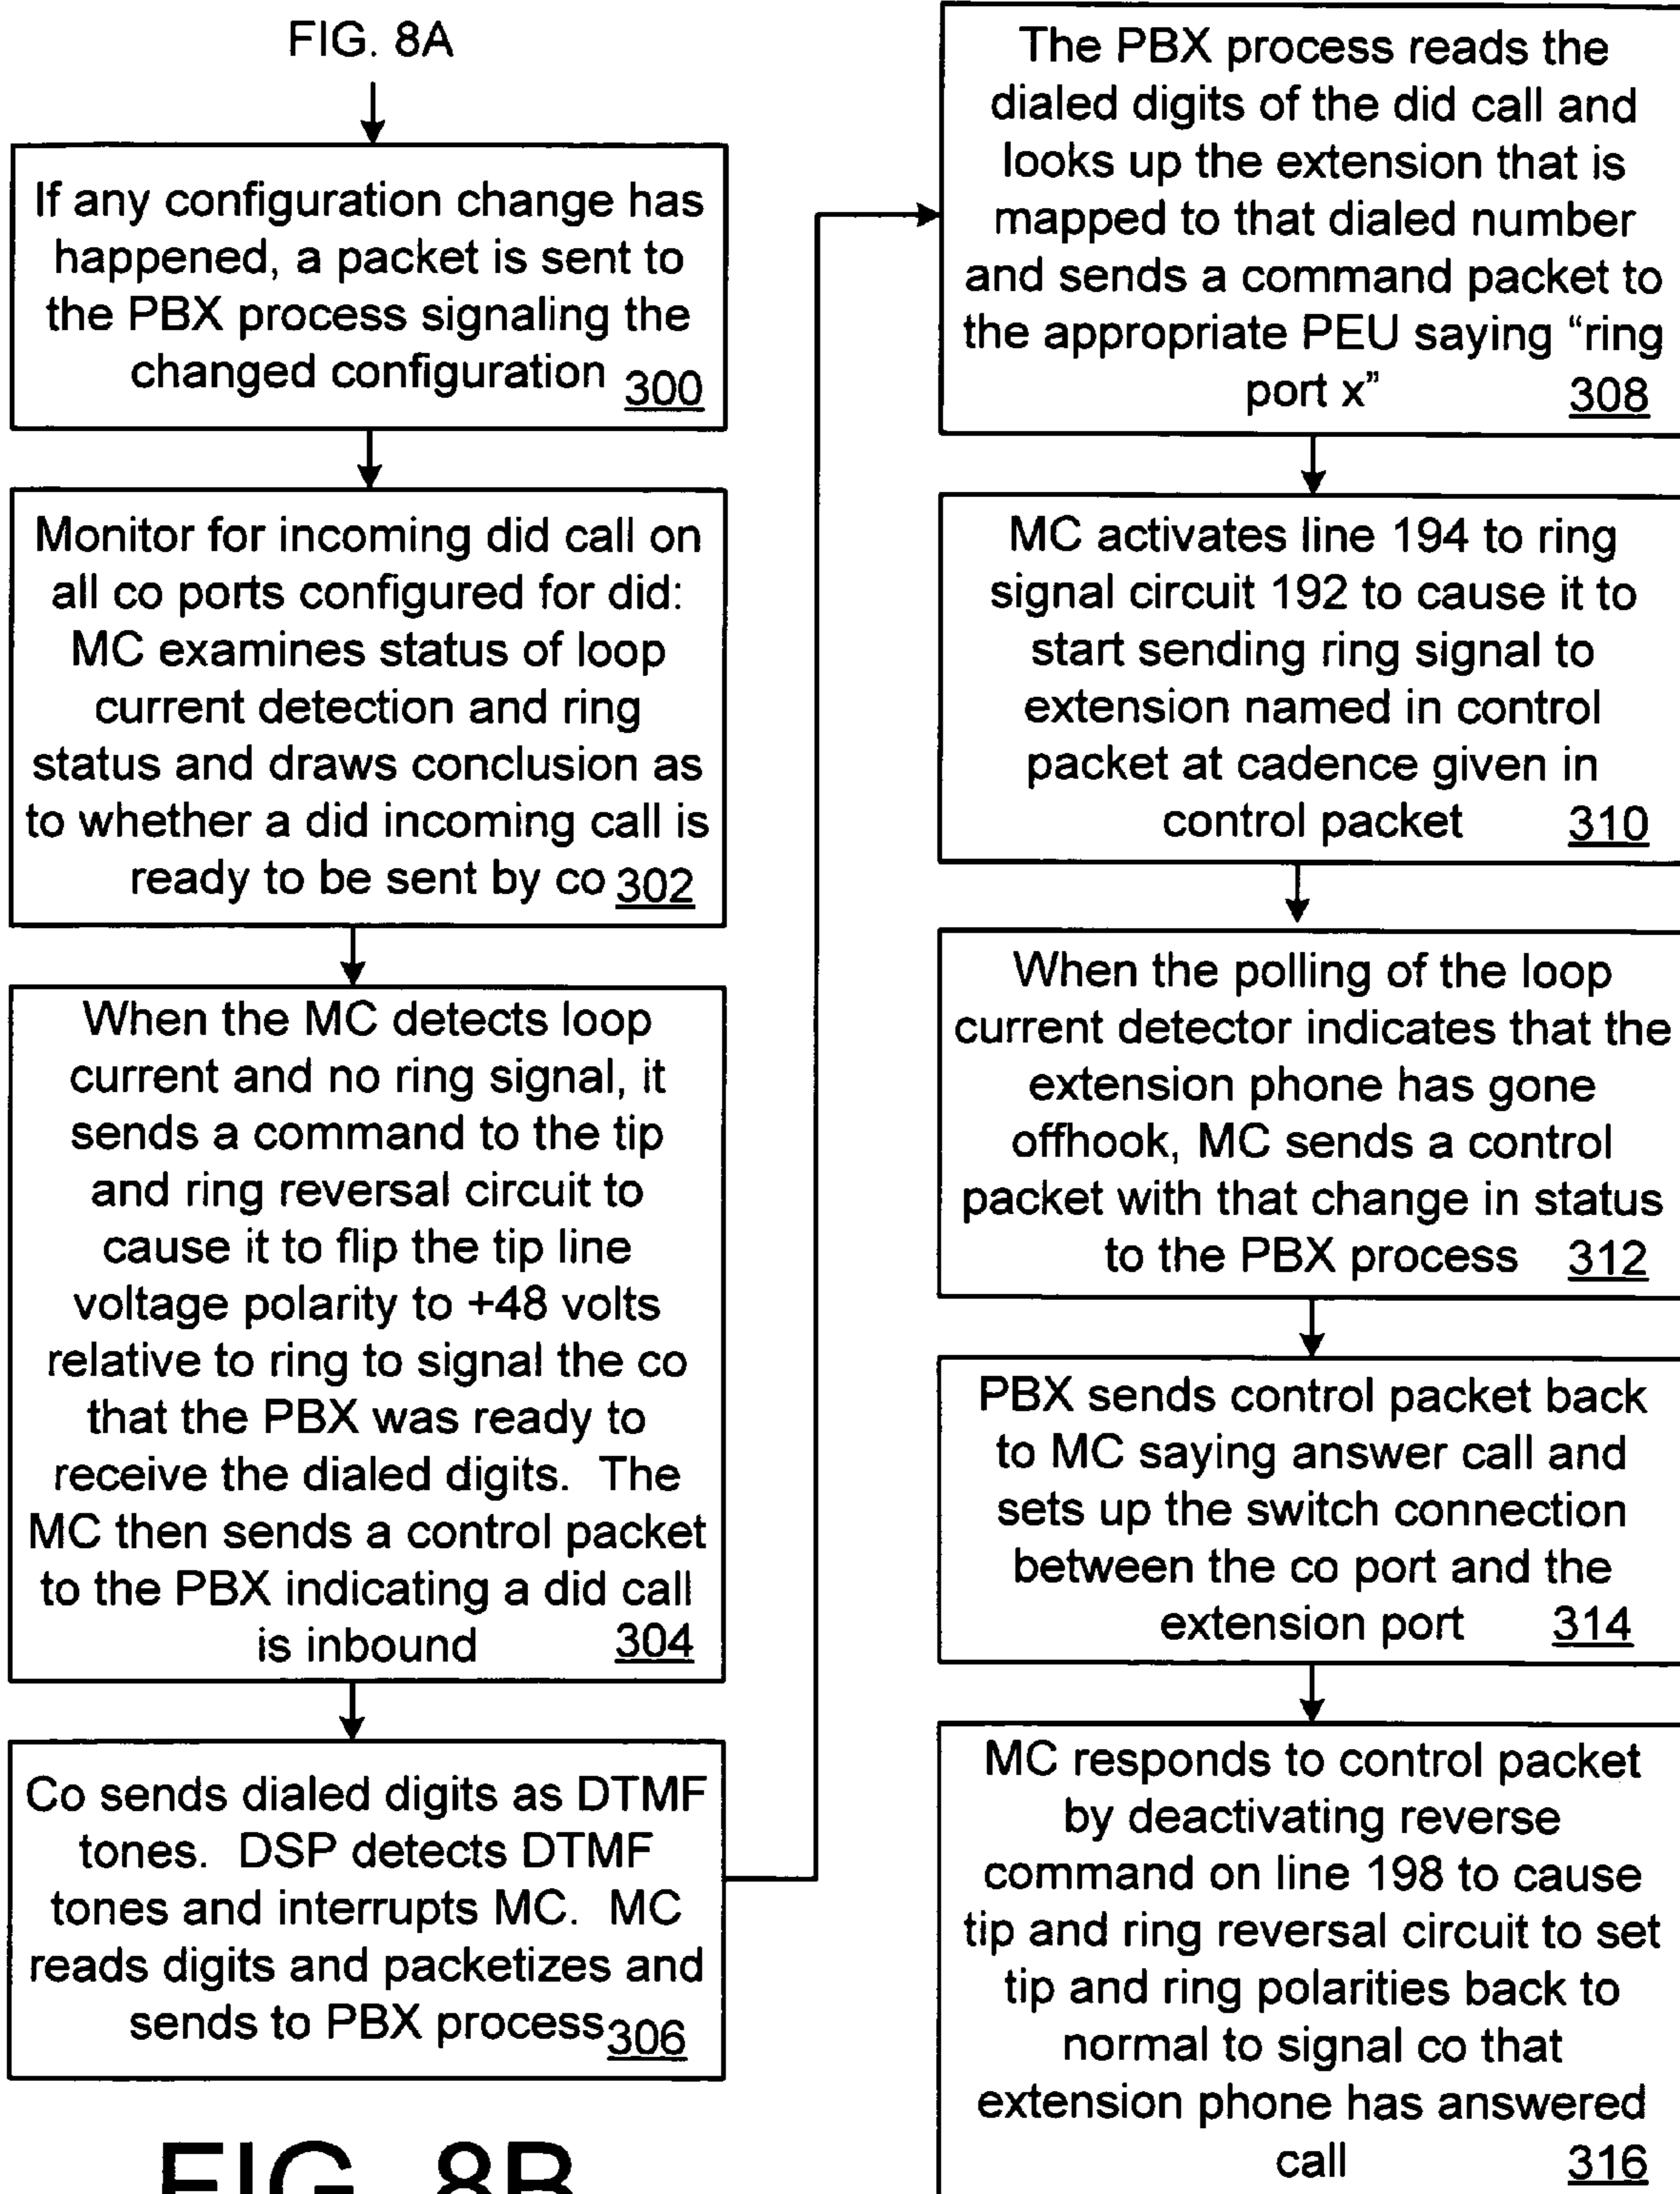 FIG. 8A
If any configuration change has
happened, a packet is sent to
the PBX process signaling the
changed configuration 300
Monitor for incoming did call on
all co ports configured for did:
MC examines status of loop
current detection and ring
status and draws conclusion as
to whether a did incoming call is
ready to be sent by co 302
When the MC detects loop
current and no ring signal, it
sends a command to the tip
and ring reversal circuit to
cause it to flip the tip line
voltage polarity to +48 volts
relative to ring to signal the co
that the PBX was ready to
receive the dialed digits. The
MC then sends a control packet
to the PBX indicating a did call
is inbound 304
Co sends dialed digits as DTMF
tones. DSP detects DTMF
tones and interrupts MC. MC
reads digits and packetizes and
sends to PBX process 306
The PBX process reads the
dialed digits of the did call and
looks up the extension that is
mapped to that dialed number
and sends a command packet to
the appropriate PEU saying “ring
port x” 308
MC activates line 194 to ring
signal circuit 192 to cause it to
start sending ring signal to
extension named in control
packet at cadence given in
control packet 310
When the polling of the loop
current detector indicates that the
extension phone has gone
offhook, MC sends a control
packet with that change in status
to the PBX process 312
PBX sends control packet back
to MC saying answer call and
sets up the switch connection
between the co port and the
extension port 314
MC responds to control packet
by deactivating reverse
command on line 198 to cause
tip and ring reversal circuit to set
tip and ring polarities back to
normal to signal co that
extension phone has answered
call 316
FIG. 8B